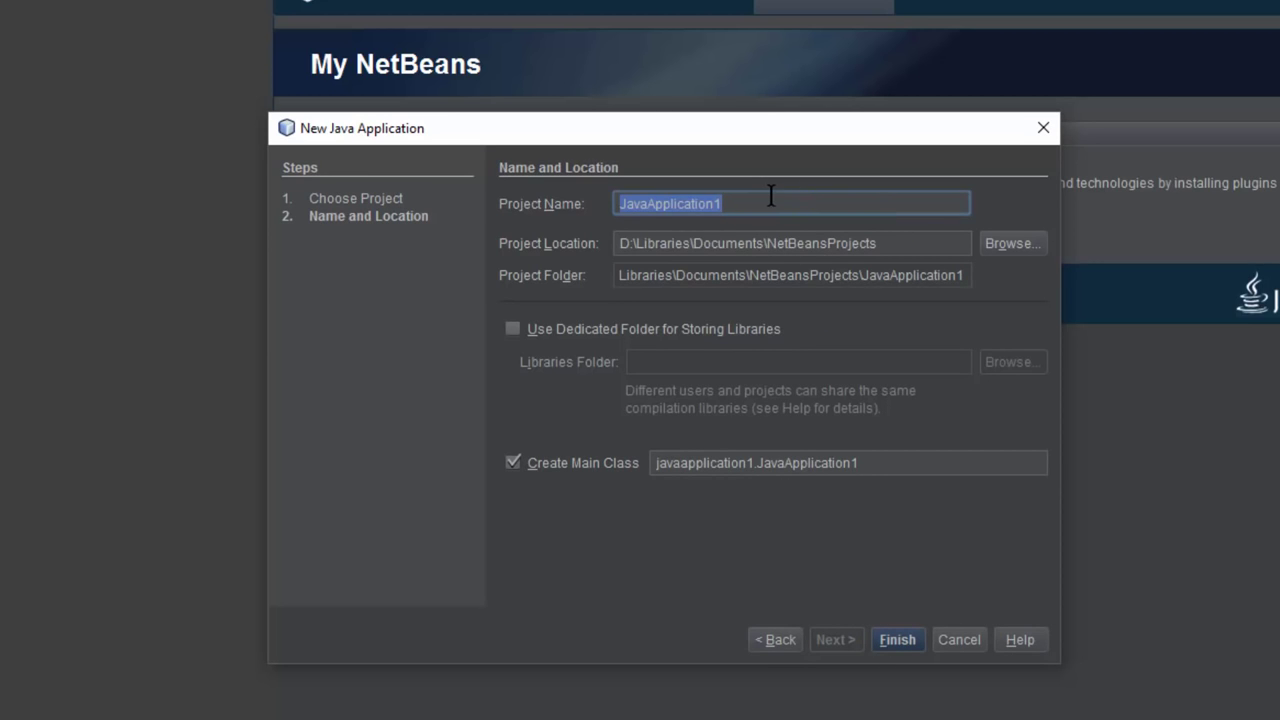 My NetBeans
New Java Application
Steps
1. Choose Project
2. Name and Location
Name and Location
Project Name: JavaApplication1
Project Location: D:\Libraries\Documents\NetBeansProjects Browse...
Project Folder: Libraries\Documents\NetBeansProjects\JavaApplication1
Use Dedicated Folder for Storing Libraries
Libraries Folder: Browse...
Different users and projects can share the same
compilation libraries (see Help for details).
Create Main Class javaapplication1.JavaApplication1
< Back Next > Finish Cancel Help
nd technologies by installing plugins
J